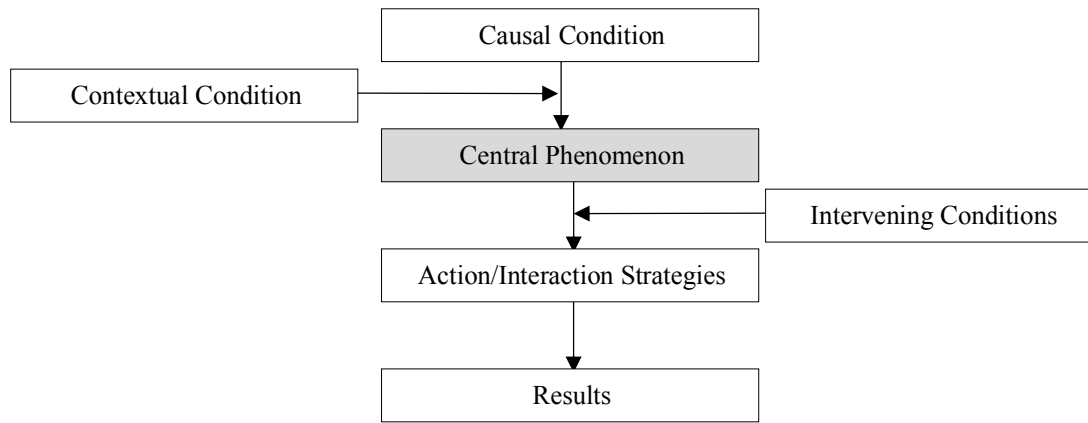 Causal Condition
Contextual Condition
Central Phenomenon
Intervening Conditions
Action/Interaction Strategies
Results